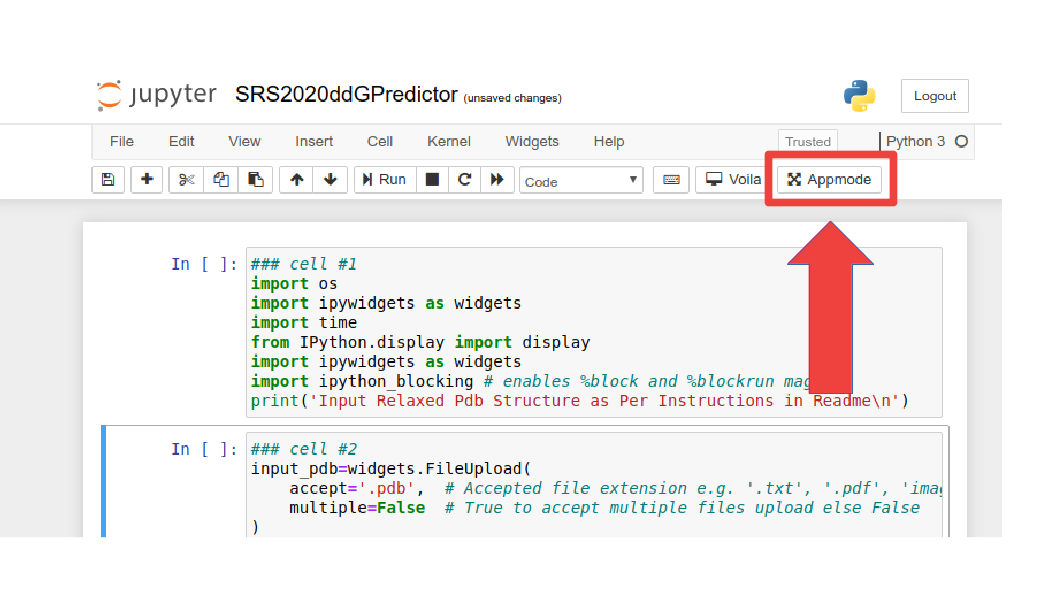 jupyter SRS2020ddGPredictor (unsaved changes) Logout
File Edit View Insert Cell Kernel Widgets Help Trusted Python 3
Run Code Voila Appmode
In [ ]: ### cell #1
import os
import ipywidgets as widgets
import time
from IPython.display import display
import ipywidgets as widgets
import ipython_blocking # enables %block and %blockrun
print('Input Relaxed Pdb Structure as Per Instructions in Readme\n')
In [ ]: ### cell #2
input_pdb=widgets.FileUpload(
accept='.pdb', # Accepted file extension e.g. '.txt', '.pdf', 'imag
multiple=False # True to accept multiple files upload else False
)